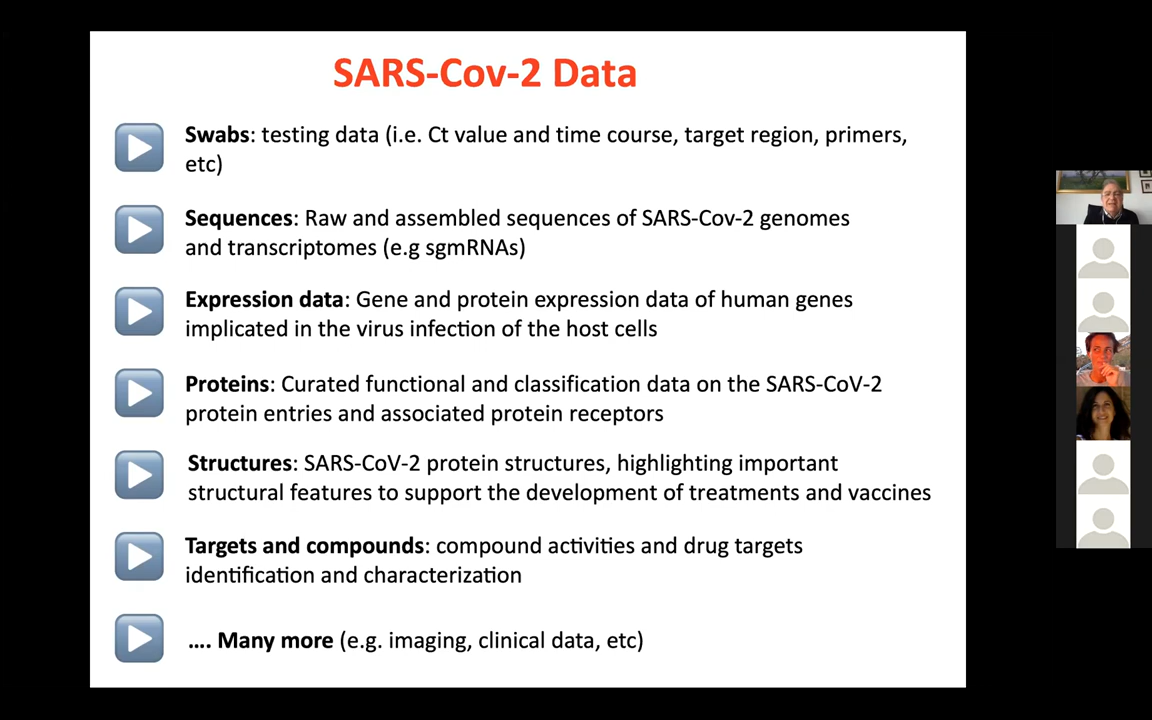 SARS-Cov-2 Data
Swabs: testing data (i.e. Ct value and time course, target region, primers,
etc)
Sequences: Raw and assembled sequences of SARS-Cov-2 genomes
and transcriptomes (e.g sgmRNAs)
Expression data: Gene and protein expression data of human genes
implicated in the virus infection of the host cells
Proteins: Curated functional and classification data on the SARS-CoV-2
protein entries and associated protein receptors
Structures: SARS-CoV-2 protein structures, highlighting important
structural features to support the development of treatments and vaccines
Targets and compounds: compound activities and drug targets
identification and characterization
.... Many more (e.g. imaging, clinical data, etc)